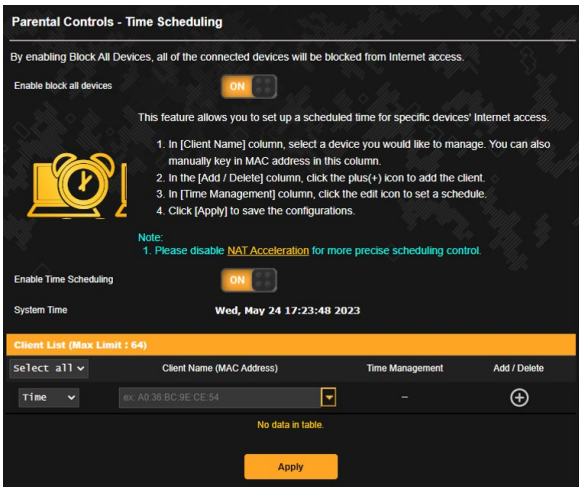 Parental Controls - Time Scheduling
By enabling Block All Devices, all of the connected devices will be blocked from Internet access.
Enable block all devices
ON
This feature allows you to set up a scheduled time for specific devices' Internet access.
1. In [Client Name] column, select a device you would like to manage. You can also
manually key in MAC address in this column.
2. In the [Add / Delete] column, click the plus(+) icon to add the client.
3. In [Time Management] column, click the edit icon to set a schedule.
4. Click [Apply] to save the configurations.
Note:
1. Please disable NAT Acceleration for more precise scheduling control.
Enable Time Scheduling
ON
System Time
Wed, May 24 17:23:48 2023
Client List (Max Limit : 64)
Select all
Client Name (MAC Address)
Time Management
Add / Delete
Time
ex: A0:36:BC:9E:CE:54
–
No data in table.
Apply